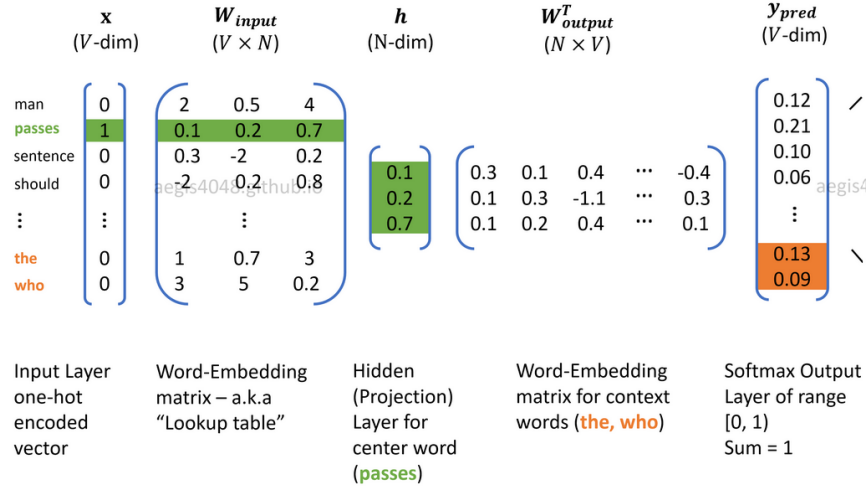 x W_input h W^T_output y_pred
(V-dim) (V × N) (N-dim) (N × V) (V-dim)
man 0 2 0.5 4 0.12
passes 1 0.1 0.2 0.7 0.21
sentence 0 0.3 -2 0.2 0.1 0.3 0.1 0.4 ⋯ -0.4 0.10
should 0 -2 0.2 0.8 0.2 0.1 0.3 -1.1 ⋯ 0.3 0.06
aegis4048.github.io aegis4
⋮ ⋮ ⋮ 0.7 0.1 0.2 0.4 ⋯ 0.1 ⋮
the 0 1 0.7 3 0.13
who 0 3 5 0.2 0.09
Input Layer
one-hot
encoded
vector
Word-Embedding
matrix – a.k.a
“Lookup table”
Hidden
(Projection)
Layer for
center word
(passes)
Word-Embedding
matrix for context
words (the, who)
Softmax Output
Layer of range
[0, 1)
Sum = 1